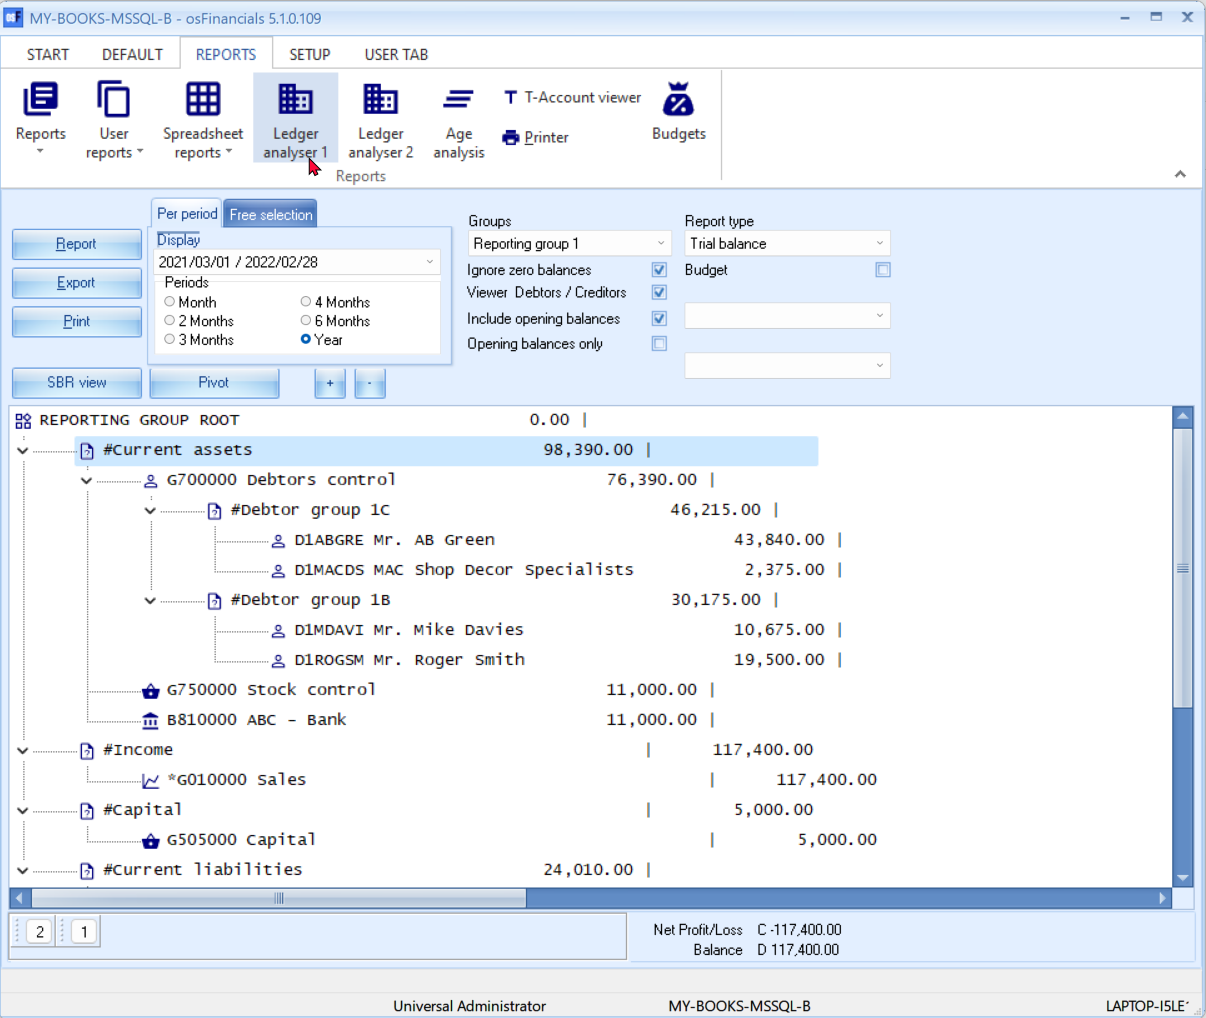 MY-BOOKS-MSSQL-B - osFinancials 5.1.0.109
START DEFAULT REPORTS SETUP USER TAB
Reports
User reports
Spreadsheet reports
Ledger analyser 1
Ledger analyser 2
Age analysis
T T-Account viewer
Printer
Budgets
Reports
Report
Export
Print
Per period Free selection
Display
2021/03/01 / 2022/02/28
Periods
Month 4 Months
2 Months 6 Months
3 Months Year
Groups
Reporting group 1
Ignore zero balances
Viewer Debtors / Creditors
Include opening balances
Opening balances only
Report type
Trial balance
Budget
SBR view Pivot + -
REPORTING GROUP ROOT 0.00 |
#Current assets 98,390.00 |
G700000 Debtors control 76,390.00 |
#Debtor group 1C 46,215.00 |
D1ABGRE Mr. AB Green 43,840.00 |
D1MACDS MAC Shop Decor Specialists 2,375.00 |
#Debtor group 1B 30,175.00 |
D1MDAVI Mr. Mike Davies 10,675.00 |
D1ROGSM Mr. Roger Smith 19,500.00 |
G750000 Stock control 11,000.00 |
B810000 ABC - Bank 11,000.00 |
#Income | 117,400.00
*G010000 Sales | 117,400.00
#Capital | 5,000.00
G505000 Capital | 5,000.00
#Current liabilities 24,010.00 |
2 1
Net Profit/Loss C -117,400.00
Balance D 117,400.00
Universal Administrator MY-BOOKS-MSSQL-B LAPTOP-I5LE